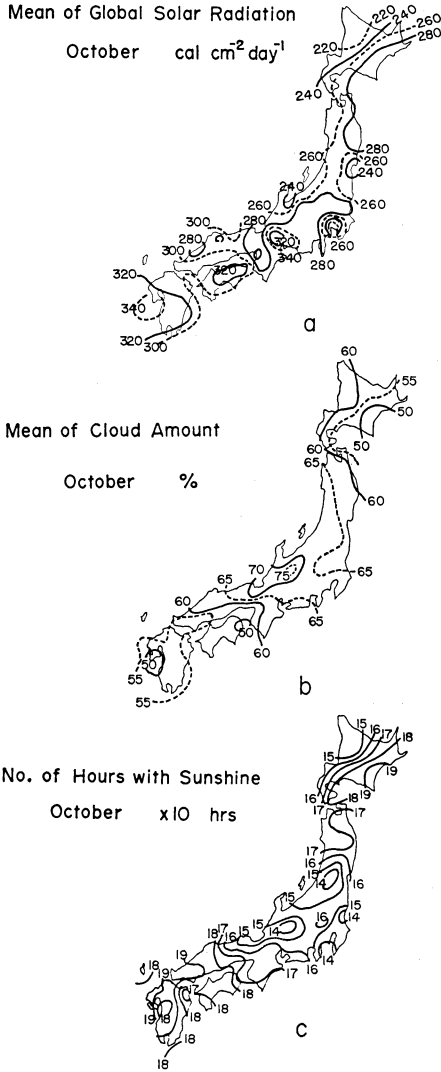 Mean of Global Solar Radiation
October cal cm⁻² day⁻¹
220 240 260
220 280
240
240
280
260 260
240 240
260 260
300 280
300 280 320 260
340
320 320 280
340
320
300
a
60
55
Mean of Cloud Amount
50
October %
60 50
65
60
70
75
65 65
60 65
50
50 60
55
55
b
15 16 17
15 18
No. of Hours with Sunshine
19
16 18 19
October x10 hrs
17 17
17
16
15
14 16
15
15
18 17 15 16 14
16 15 14
19
18 14
19 17 17 16
18
19 18 18
18
18
c